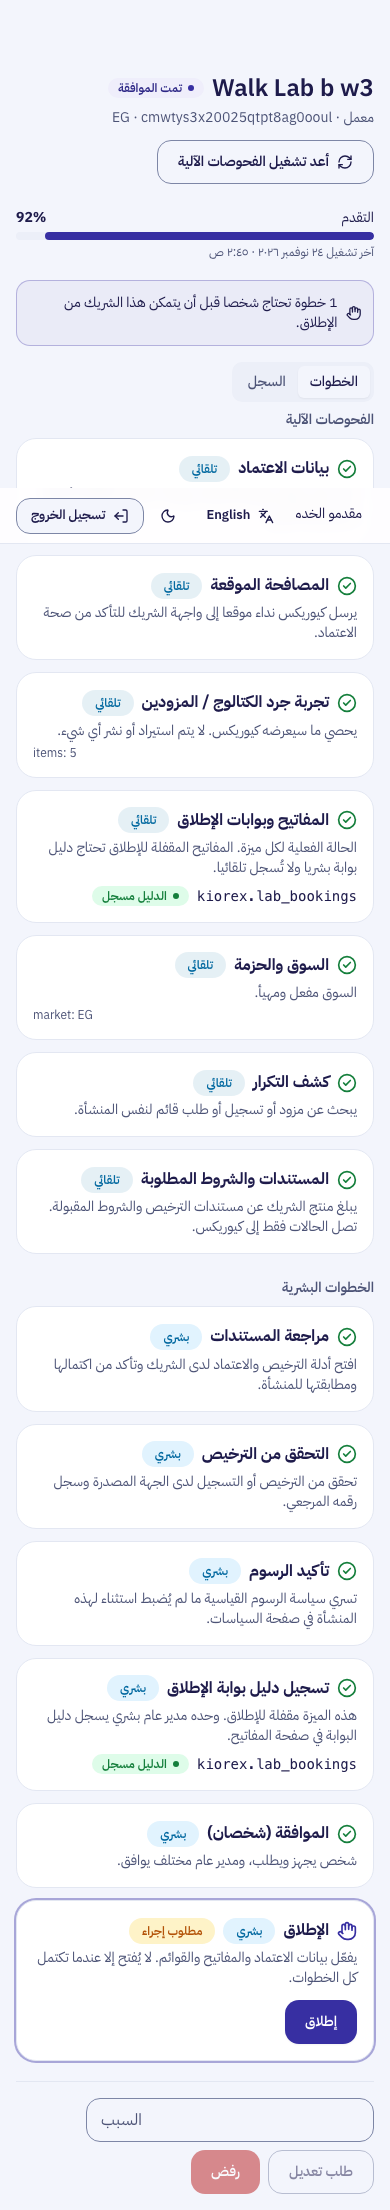 Walk Lab b w3
تمت الموافقة
معمل · EG · cmwtys3x20025qtpt8ag0ooul
أعد تشغيل الفحوصات الآلية
التقدم
92%
آخر تشغيل ٢٤ نوفمبر ٢٠٢٦ · ٢:٤٥ ص
1 خطوة تحتاج شخصا قبل أن يتمكن هذا الشريك من
الإطلاق.
الخطوات
السجل
الفحوصات الآلية
بيانات الاعتماد
تلقائي
مقدمو الخده
English
تسجيل الخروج
المصافحة الموقعة
تلقائي
يرسل كيوريكس نداء موقعا إلى واجهة الشريك للتأكد من صحة
الاعتماد.
تجربة جرد الكتالوج / المزودين
تلقائي
يحصي ما سيعرضه كيوريكس. لا يتم استيراد أو نشر أي شيء.
items: 5
المفاتيح وبوابات الإطلاق
تلقائي
الحالة الفعلية لكل ميزة. المفاتيح المقفلة للإطلاق تحتاج دليل
بوابة بشريا ولا تُسجل تلقائيا.
kiorex.lab_bookings
الدليل مسجل
السوق والحزمة
تلقائي
السوق مفعل ومهيأ.
market: EG
كشف التكرار
تلقائي
يبحث عن مزود أو تسجيل أو طلب قائم لنفس المنشأة.
المستندات والشروط المطلوبة
تلقائي
يبلغ منتج الشريك عن مستندات الترخيص والشروط المقبولة.
تصل الحالات فقط إلى كيوريكس.
الخطوات البشرية
مراجعة المستندات
بشري
افتح أدلة الترخيص والاعتماد لدى الشريك وتأكد من اكتمالها
ومطابقتها للمنشأة.
التحقق من الترخيص
بشري
تحقق من الترخيص أو التسجيل لدى الجهة المصدرة وسجل
رقمه المرجعي.
تأكيد الرسوم
بشري
تسري سياسة الرسوم القياسية ما لم يُضبط استثناء لهذه
المنشأة في صفحة السياسات.
تسجيل دليل بوابة الإطلاق
بشري
هذه الميزة مقفلة للإطلاق. وحده مدير عام بشري يسجل دليل
البوابة في صفحة المفاتيح.
kiorex.lab_bookings
الدليل مسجل
الموافقة (شخصان)
بشري
شخص يجهز ويطلب، ومدير عام مختلف يوافق.
الإطلاق
بشري
مطلوب إجراء
يفعّل بيانات الاعتماد والمفاتيح والقوائم. لا يُفتح إلا عندما تكتمل
كل الخطوات.
إطلاق
السبب
طلب تعديل
رفض